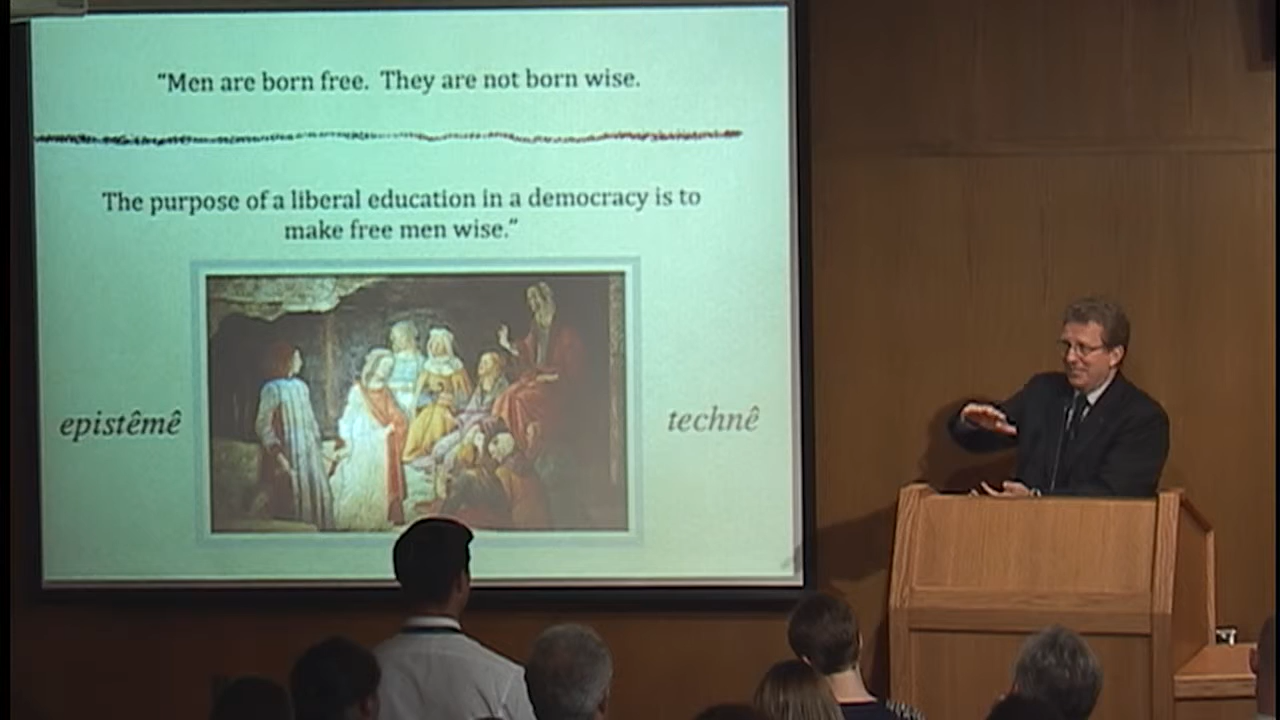 “Men are born free.  They are not born wise.
The purpose of a liberal education in a democracy is to
make free men wise.”
epistêmê
technê